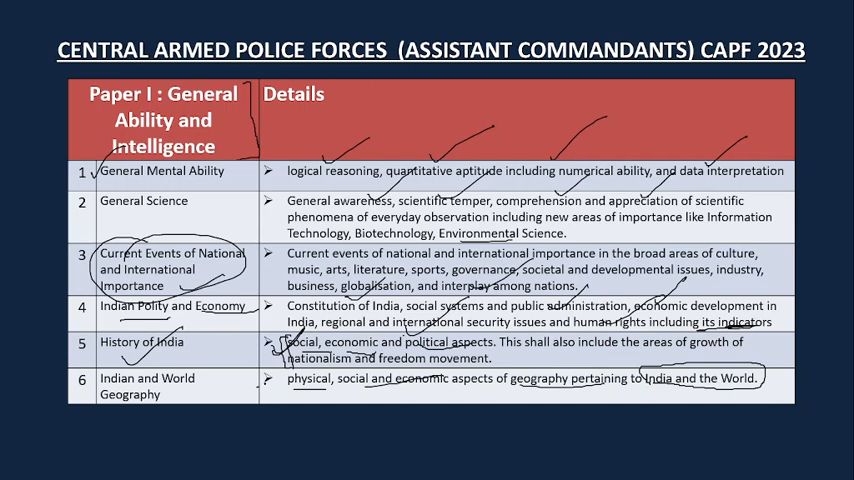 CENTRAL ARMED POLICE FORCES (ASSISTANT COMMANDANTS) CAPF 2023
Paper I : General
Ability and
Intelligence
Details
1
General Mental Ability
logical reasoning, quantitative aptitude including numerical ability, and data interpretation
2
General Science
General awareness, scientific temper, comprehension and appreciation of scientific
phenomena of everyday observation including new areas of importance like Information
Technology, Biotechnology, Environmental Science.
3
Current Events of National
and International
Importance
Current events of national and international importance in the broad areas of culture,
music, arts, literature, sports, governance, societal and developmental issues, industry,
business, globalisation, and interplay among nations.
4
Indian Polity and Economy
Constitution of India, social systems and public administration, economic development in
India, regional and international security issues and human rights including its indicators
5
History of India
social, economic and political aspects. This shall also include the areas of growth of
nationalism and freedom movement.
6
Indian and World
Geography
physical, social and economic aspects of geography pertaining to India and the World.